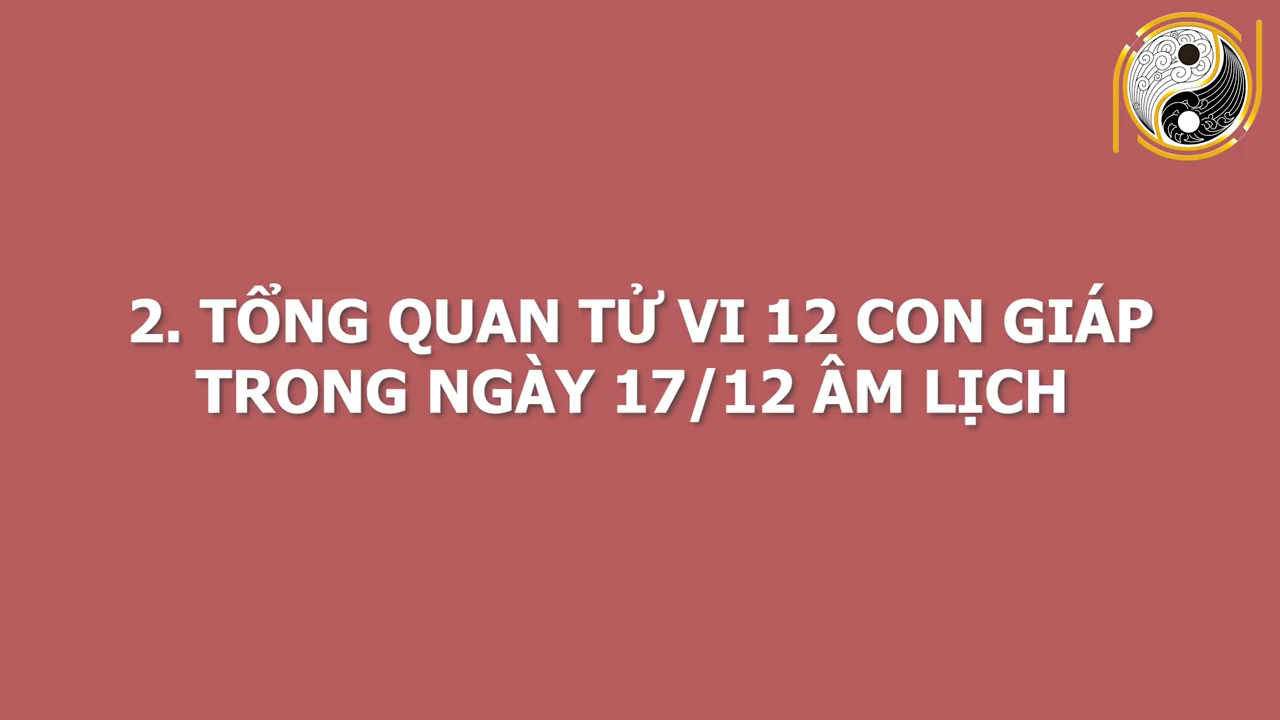 2. TỔNG QUAN TỬ VI 12 CON GIÁP
TRONG NGÀY 17/12 ÂM LỊCH